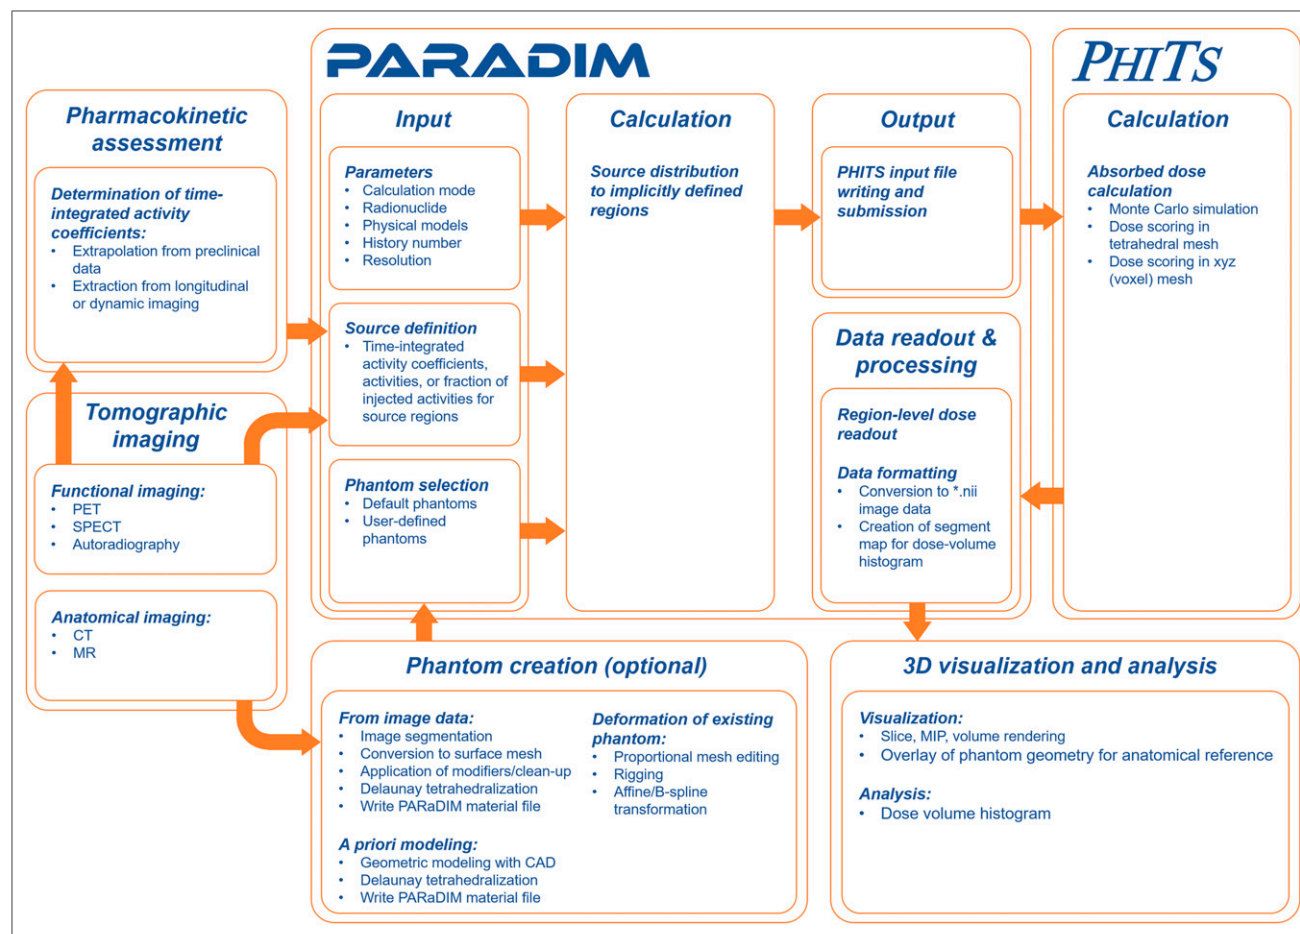 PARADIM
PHITS
Pharmacokinetic
assessment
Determination of time-
integrated activity
coefficients:
• Extrapolation from preclinical
data
• Extraction from longitudinal
or dynamic imaging
Tomographic
imaging
Functional imaging:
• PET
• SPECT
• Autoradiography
Anatomical imaging:
• CT
• MR
Input
Parameters
• Calculation mode
• Radionuclide
• Physical models
• History number
• Resolution
Source definition
• Time-integrated
activity coefficients,
activities, or fraction of
injected activities for
source regions
Phantom selection
• Default phantoms
• User-defined
phantoms
Calculation
Source distribution
to implicitly defined
regions
Output
PHITS input file
writing and
submission
Data readout &
processing
Region-level dose
readout
Data formatting
• Conversion to *.nii
image data
• Creation of segment
map for dose-volume
histogram
Calculation
Absorbed dose
calculation
• Monte Carlo simulation
• Dose scoring in
tetrahedral mesh
• Dose scoring in xyz
(voxel) mesh
Phantom creation (optional)
From image data:
• Image segmentation
• Conversion to surface mesh
• Application of modifiers/clean-up
• Delaunay tetrahedralization
• Write PARaDIM material file
A priori modeling:
• Geometric modeling with CAD
• Delaunay tetrahedralization
• Write PARaDIM material file
Deformation of existing
phantom:
• Proportional mesh editing
• Rigging
• Affine/B-spline
transformation
3D visualization and analysis
Visualization:
• Slice, MIP, volume rendering
• Overlay of phantom geometry for anatomical reference
Analysis:
• Dose volume histogram